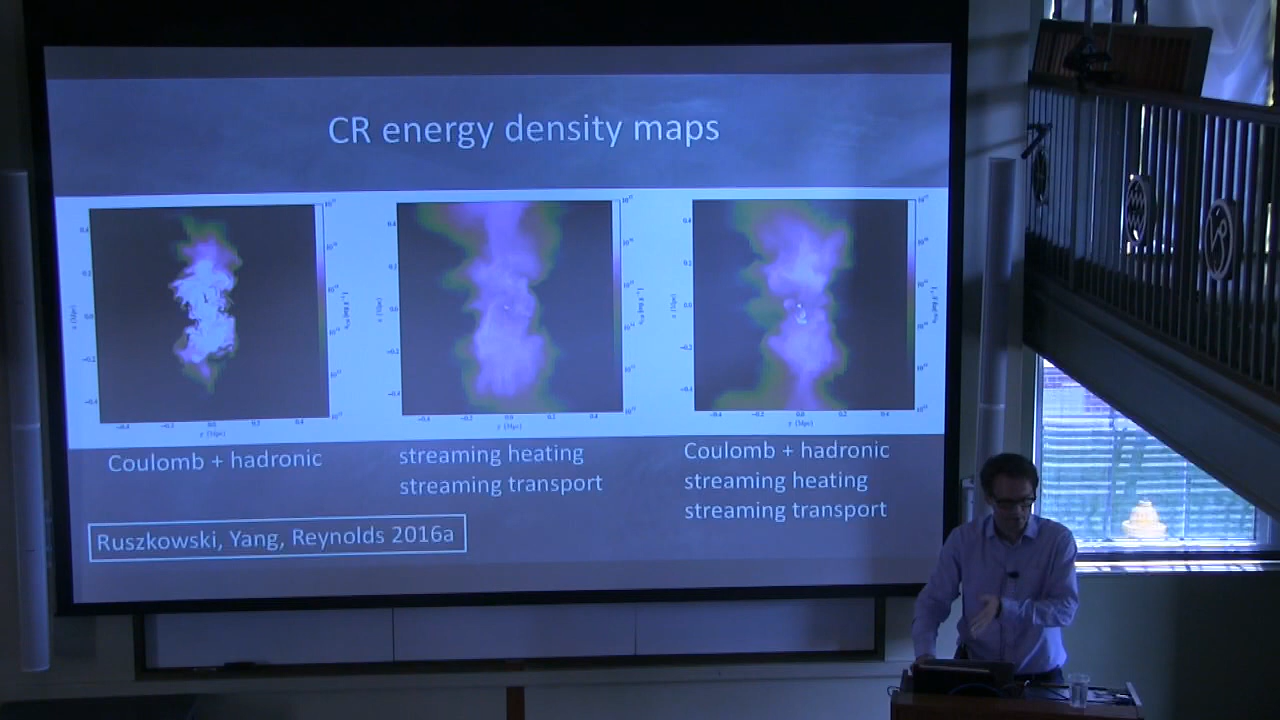 CR energy density maps
Coulomb + hadronic
streaming heating
streaming transport
Coulomb + hadronic
streaming heating
streaming transport
Ruszkowski, Yang, Reynolds 2016a